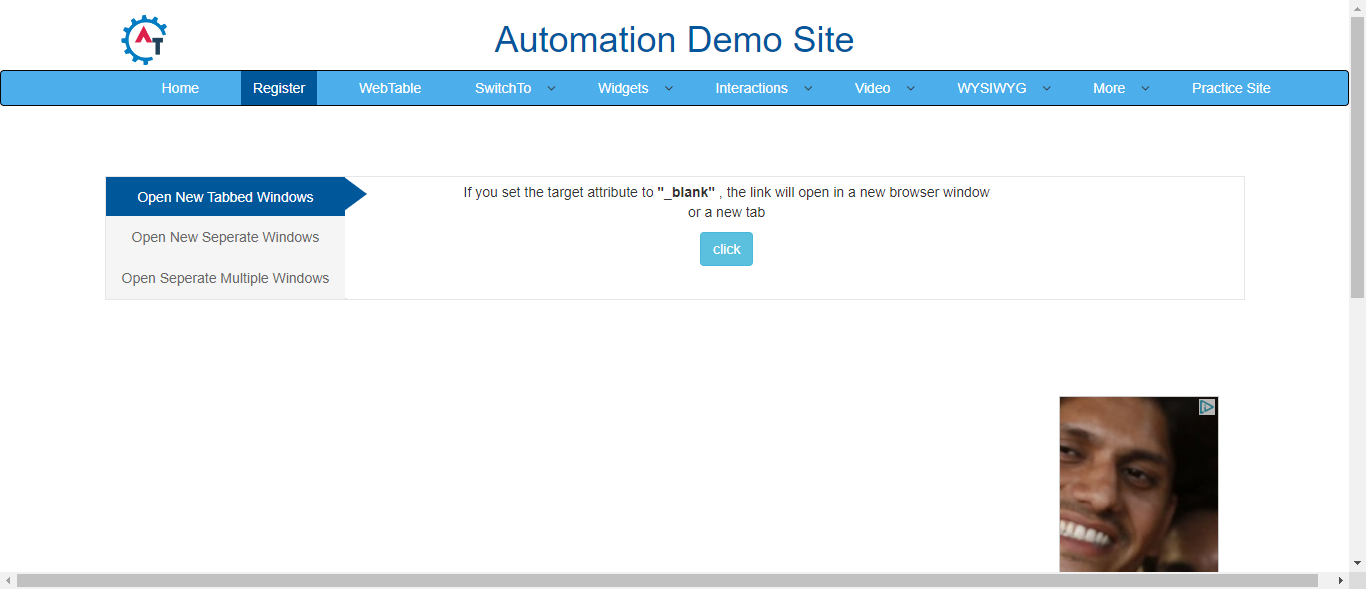 AT
Automation Demo Site
Home Register WebTable SwitchTo Widgets Interactions Video WYSIWYG More Practice Site
Open New Tabbed Windows
Open New Seperate Windows
Open Seperate Multiple Windows
If you set the target attribute to "_blank" , the link will open in a new browser window
or a new tab
click